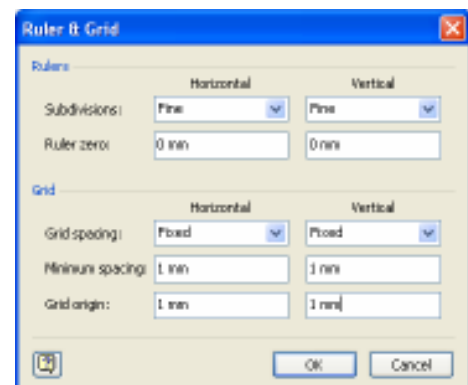 Ruler & Grid
Rulers
Horizontal Vertical
Subdivisions: Fine Fine
Ruler zero: 0 mm 0 mm
Grid
Horizontal Vertical
Grid spacing: Fixed Fixed
Minimum spacing: 1 mm 1 mm
Grid origin: 1 mm 1 mm
OK Cancel